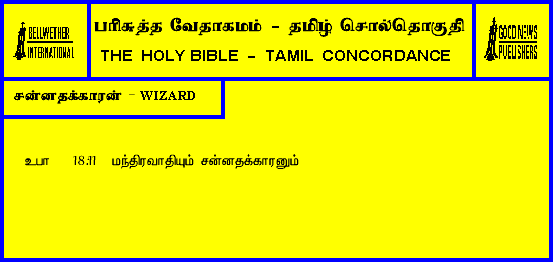 BELLWETHER
INTERNATIONAL
பரிசுத்த வேதாகமம் - தமிழ் சொல்தொகுதி
THE HOLY BIBLE - TAMIL CONCORDANCE
GOOD NEWS
PUBLISHERS
சன்னதக்காரன் - WIZARD
உபா 18:11 மந்திரவாதியும் சன்னதக்காரனும்